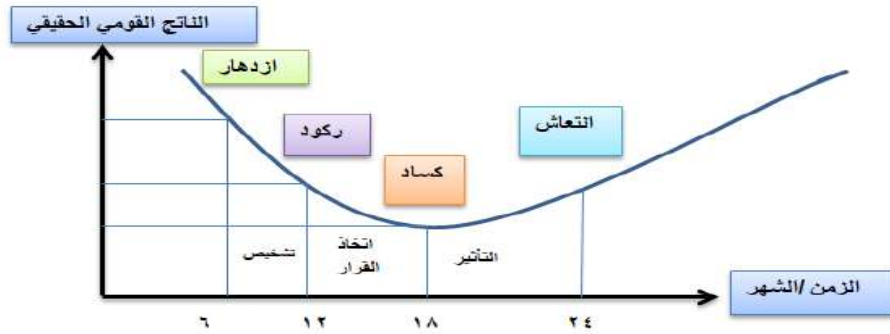 الناتج القومي الحقيقي
ازدهار
ركود
انتعاش
كساد
تشخيص
اتخاذ
القرار
التأثير
الزمن /الشهر
٦
١٢
١٨
٢٤